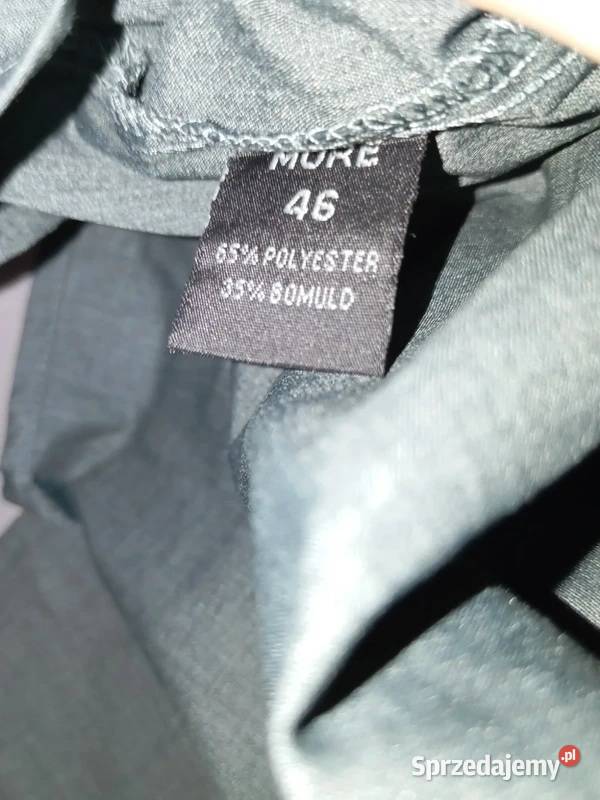 MORE
46
65% POLYESTER
35% BOMULD
Sprzedajemy.pl